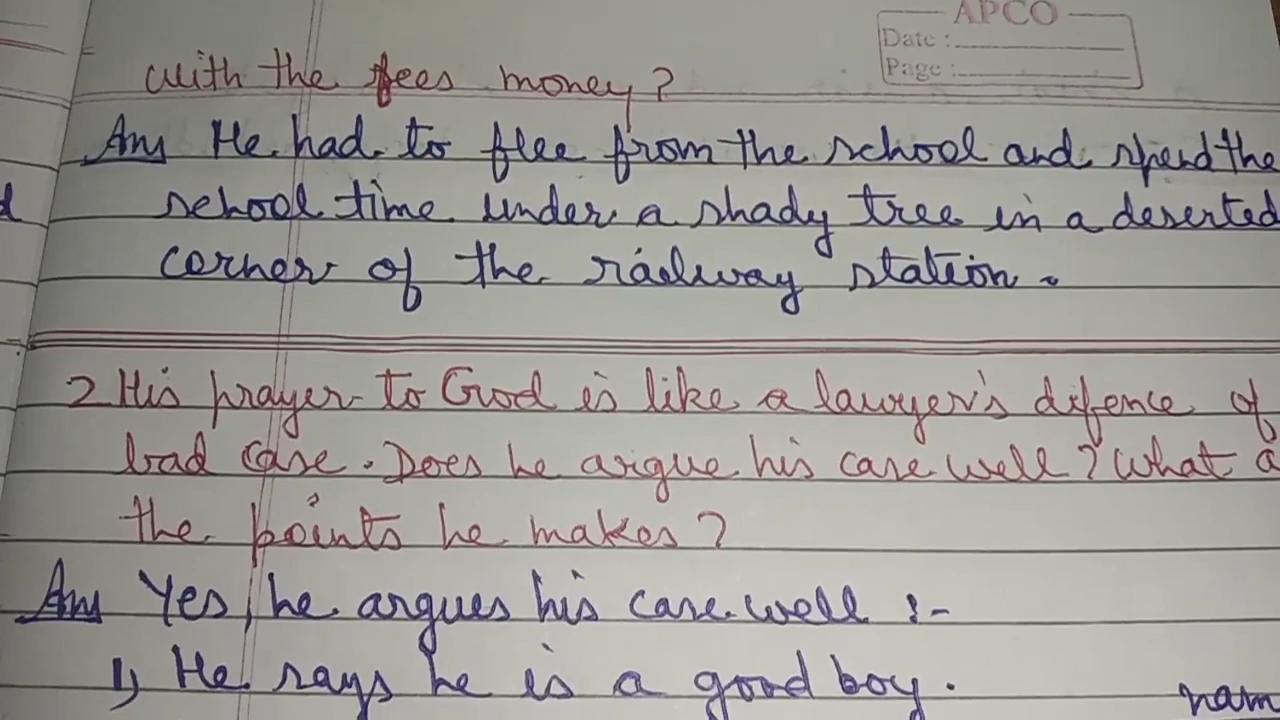 APCO
Date :
Page :
with the fees money?
Ans He had to flee from the school and spend the
school time under a shady tree in a deserted
d
corner of the railway station.
2 His prayer to God is like a lawyer's difence of
bad case. Does he argue his case well? What a
the points he makes?
Ans Yes, he argues his case well :-
1) He says he is a good boy.
nam